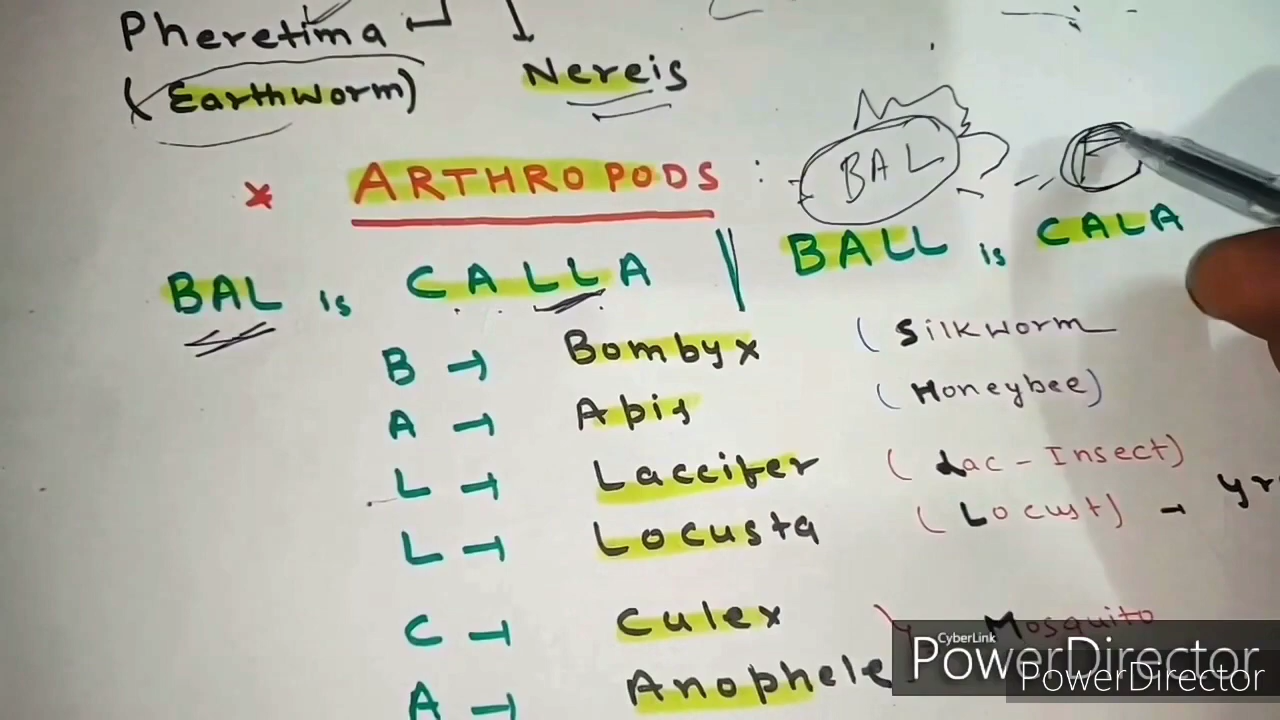 Pheretima
(Earthworm)
Nereis
BAL
F
* ARTHROPODS :
BAL is CALLA | BALL is CALA
B → Bombyx (Silkworm
A → Apis (Honeybee)
L → Laccifer (Lac-Insect)
L → Locusta (Locust) →
C → Culex Mosquito
A → Anophele
CyberLink
PowerDirector
PowerDirector